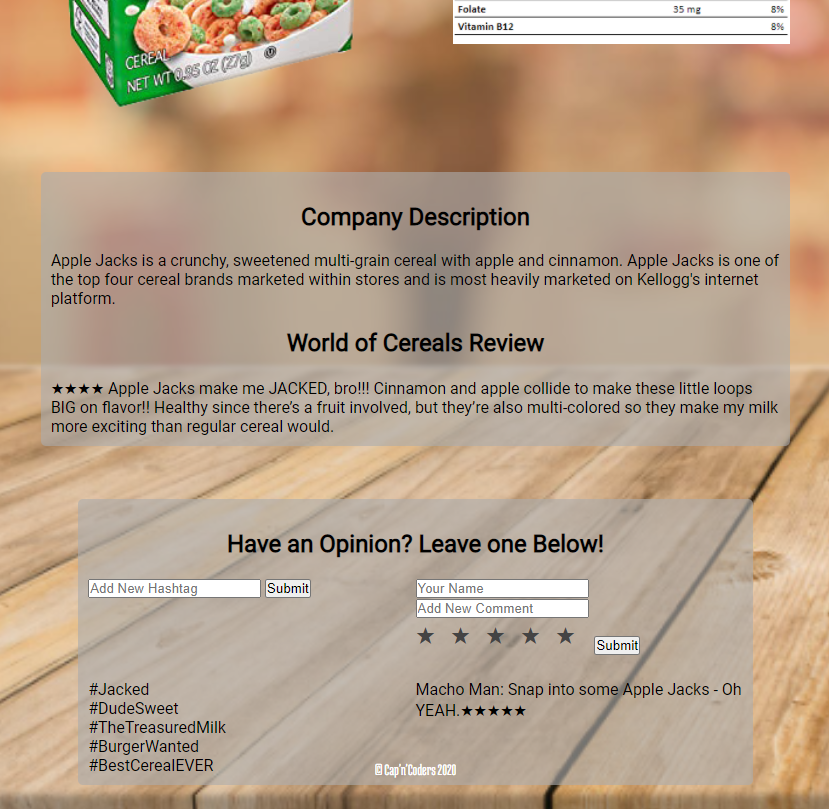 Folate 35 mg 8%
Vitamin B12 8%
CEREAL
NET WT 0.95 OZ (27g)
Company Description
Apple Jacks is a crunchy, sweetened multi-grain cereal with apple and cinnamon. Apple Jacks is one of
the top four cereal brands marketed within stores and is most heavily marketed on Kellogg's internet
platform.
World of Cereals Review
★★★★ Apple Jacks make me JACKED, bro!!! Cinnamon and apple collide to make these little loops
BIG on flavor!! Healthy since there’s a fruit involved, but they’re also multi-colored so they make my milk
more exciting than regular cereal would.
Have an Opinion? Leave one Below!
Add New Hashtag Submit
Your Name
Add New Comment
★ ★ ★ ★ ★ Submit
#Jacked
#DudeSweet
#TheTreasuredMilk
#BurgerWanted
#BestCerealEVER
Macho Man: Snap into some Apple Jacks - Oh
YEAH.★★★★★
© Cap'n'Coders 2020